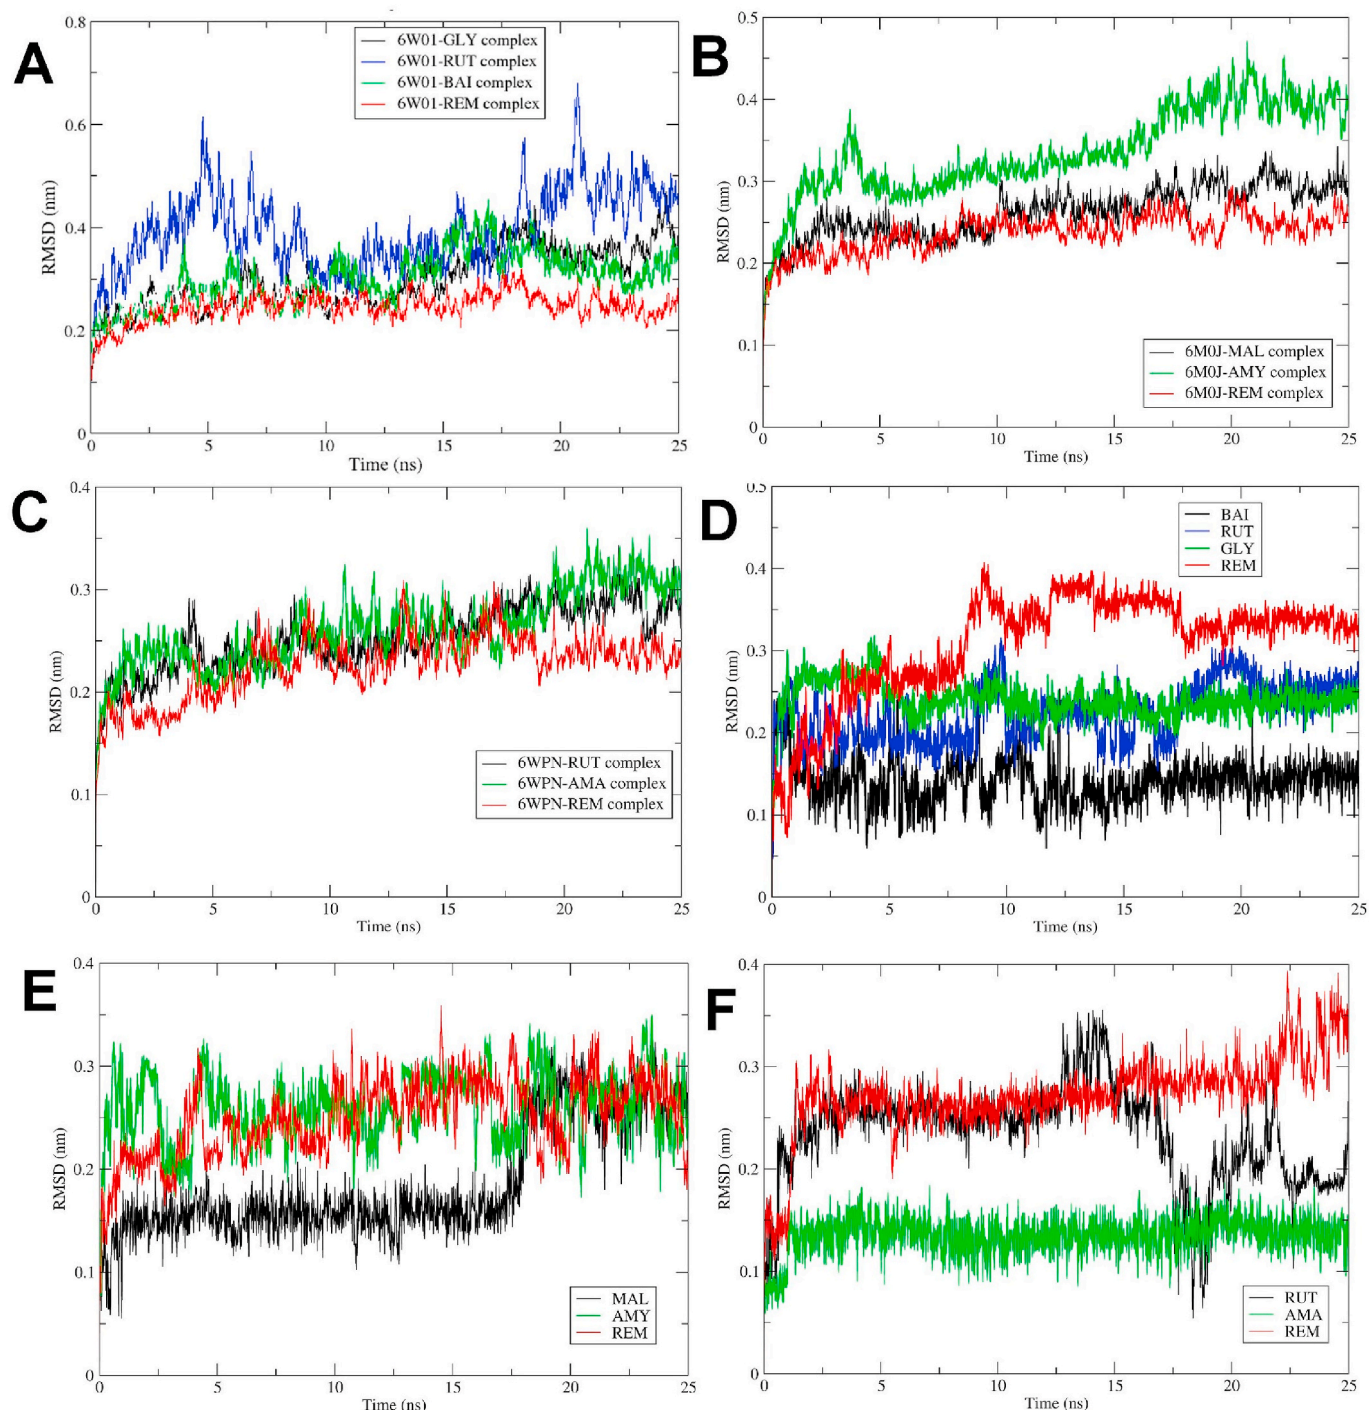 A
0.8
0.6
0.4
0.2
0
RMSD (nm)
6W01-GLY complex
6W01-RUT complex
6W01-BAI complex
6W01-REM complex
0 5 10 15 20 25
Time (ns)
B
0.5
0.4
0.3
0.2
0.1
0
RMSD (nm)
6M0J-MAL complex
6M0J-AMY complex
6M0J-REM complex
0 5 10 15 20 25
Time (ns)
C
0.4
0.3
0.2
0.1
0
RMSD (nm)
6WPN-RUT complex
6WPN-AMA complex
6WPN-REM complex
0 5 10 15 20 25
Time (ns)
D
0.5
0.4
0.3
0.2
0.1
0
RMSD (nm)
BAI
RUT
GLY
REM
0 5 10 15 20 25
Time (ns)
E
0.4
0.3
0.2
0.1
0
RMSD (nm)
MAL
AMY
REM
0 5 10 15 20 25
Time (ns)
F
0.4
0.3
0.2
0.1
0
RMSD (nm)
RUT
AMA
REM
0 5 10 15 20 25
Time (ns)